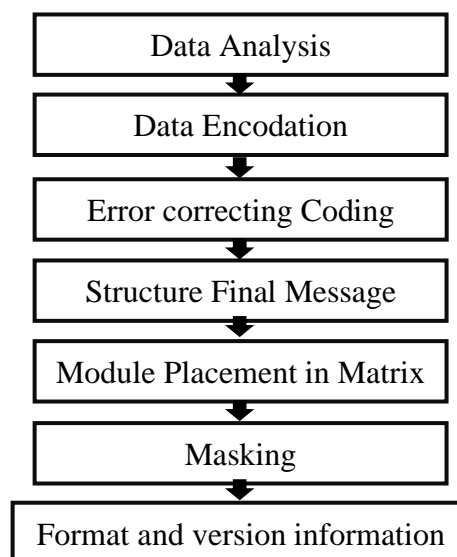 Data Analysis
Data Encodation
Error correcting Coding
Structure Final Message
Module Placement in Matrix
Masking
Format and version information